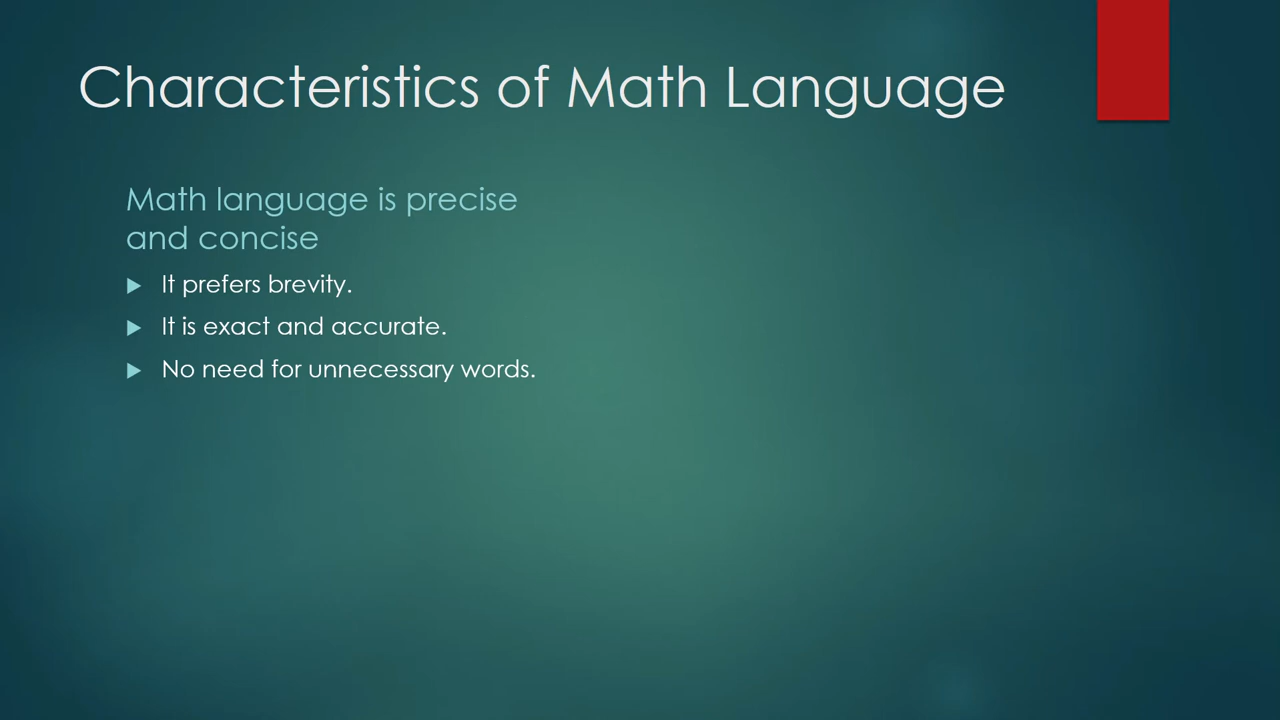 Characteristics of Math Language
Math language is precise
and concise
It prefers brevity.
It is exact and accurate.
No need for unnecessary words.